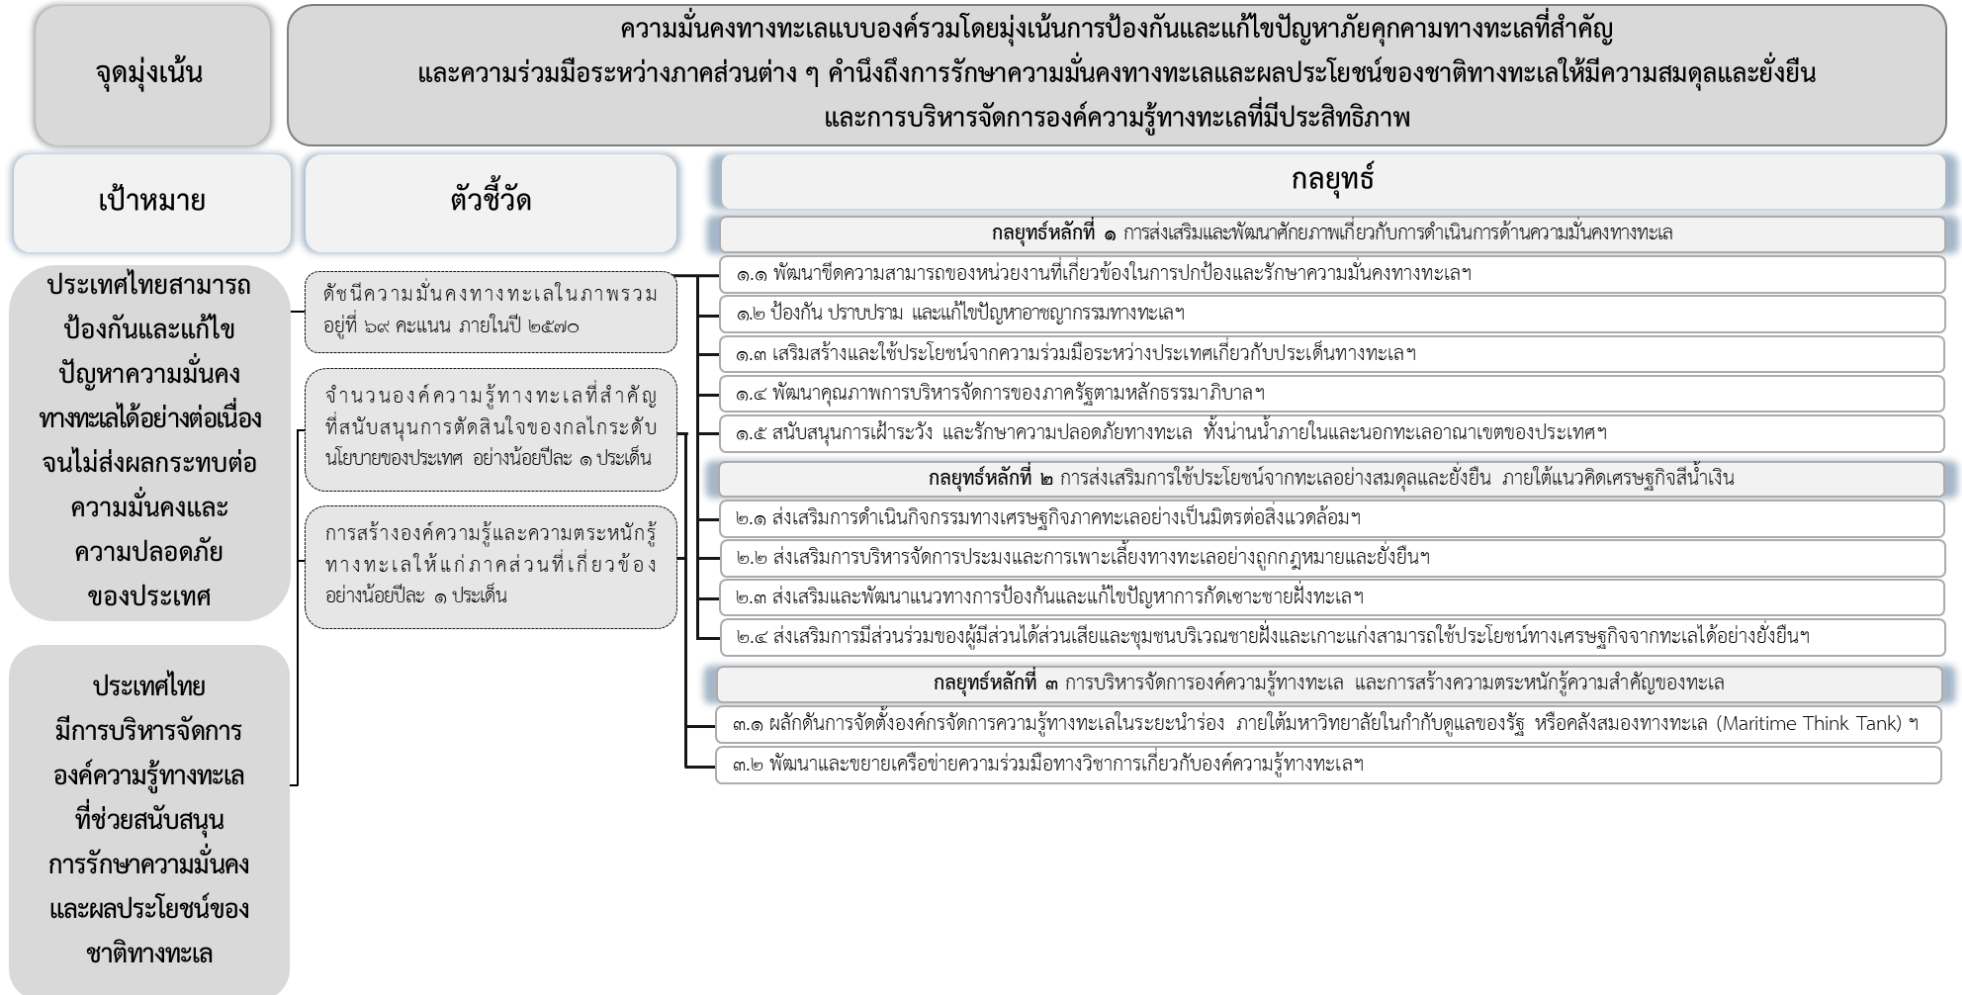 จุดมุ่งเน้น
ความมั่นคงทางทะเลแบบองค์รวมโดยมุ่งเน้นการป้องกันและแก้ไขปัญหาภัยคุกคามทางทะเลที่สำคัญ
และความร่วมมือระหว่างภาคส่วนต่าง ๆ คำนึงถึงการรักษาความมั่นคงทางทะเลและผลประโยชน์ของชาติทางทะเลให้มีความสมดุลและยั่งยืน
และการบริหารจัดการองค์ความรู้ทางทะเลที่มีประสิทธิภาพ
เป้าหมาย
ประเทศไทยสามารถ
ป้องกันและแก้ไข
ปัญหาความมั่นคง
ทางทะเลได้อย่างต่อเนื่อง
จนไม่ส่งผลกระทบต่อ
ความมั่นคงและ
ความปลอดภัย
ของประเทศ
ประเทศไทย
มีการบริหารจัดการ
องค์ความรู้ทางทะเล
ที่ช่วยสนับสนุน
การรักษาความมั่นคง
และผลประโยชน์ของ
ชาติทางทะเล
ตัวชี้วัด
ดัชนีความมั่นคงทางทะเลในภาพรวม
อยู่ที่ ๖๙ คะแนน ภายในปี ๒๕๗๐
จำนวนองค์ความรู้ทางทะเลที่สำคัญ
ที่สนับสนุนการตัดสินใจของกลไกระดับ
นโยบายของประเทศ อย่างน้อยปีละ ๑ ประเด็น
การสร้างองค์ความรู้และความตระหนักรู้
ทางทะเลให้แก่ภาคส่วนที่เกี่ยวข้อง
อย่างน้อยปีละ ๑ ประเด็น
กลยุทธ์
กลยุทธ์หลักที่ ๑ การส่งเสริมและพัฒนาศักยภาพเกี่ยวกับการดำเนินการด้านความมั่นคงทางทะเล
๑.๑ พัฒนาขีดความสามารถของหน่วยงานที่เกี่ยวข้องในการปกป้องและรักษาความมั่นคงทางทะเลฯ
๑.๒ ป้องกัน ปราบปราม และแก้ไขปัญหาอาชญากรรมทางทะเลฯ
๑.๓ เสริมสร้างและใช้ประโยชน์จากความร่วมมือระหว่างประเทศเกี่ยวกับประเด็นทางทะเลฯ
๑.๔ พัฒนาคุณภาพการบริหารจัดการของภาครัฐตามหลักธรรมาภิบาลฯ
๑.๕ สนับสนุนการเฝ้าระวัง และรักษาความปลอดภัยทางทะเล ทั้งน่านน้ำภายในและนอกทะเลอาณาเขตของประเทศฯ
กลยุทธ์หลักที่ ๒ การส่งเสริมการใช้ประโยชน์จากทะเลอย่างสมดุลและยั่งยืน ภายใต้แนวคิดเศรษฐกิจสีน้ำเงิน
๒.๑ ส่งเสริมการดำเนินกิจกรรมทางเศรษฐกิจภาคทะเลอย่างเป็นมิตรต่อสิ่งแวดล้อมฯ
๒.๒ ส่งเสริมการบริหารจัดการประมงและการเพาะเลี้ยงทางทะเลอย่างถูกกฎหมายและยั่งยืนฯ
๒.๓ ส่งเสริมและพัฒนาแนวทางการป้องกันและแก้ไขปัญหาการกัดเซาะชายฝั่งทะเลฯ
๒.๔ ส่งเสริมการมีส่วนร่วมของผู้มีส่วนได้ส่วนเสียและชุมชนบริเวณชายฝั่งและเกาะแก่งสามารถใช้ประโยชน์ทางเศรษฐกิจจากทะเลได้อย่างยั่งยืนฯ
กลยุทธ์หลักที่ ๓ การบริหารจัดการองค์ความรู้ทางทะเล และการสร้างความตระหนักรู้ความสำคัญของทะเล
๓.๑ ผลักดันการจัดตั้งองค์กรจัดการความรู้ทางทะเลในระยะนำร่อง ภายใต้มหาวิทยาลัยในกำกับดูแลของรัฐ หรือคลังสมองทางทะเล (Maritime Think Tank) ฯ
๓.๒ พัฒนาและขยายเครือข่ายความร่วมมือทางวิชาการเกี่ยวกับองค์ความรู้ทางทะเลฯ